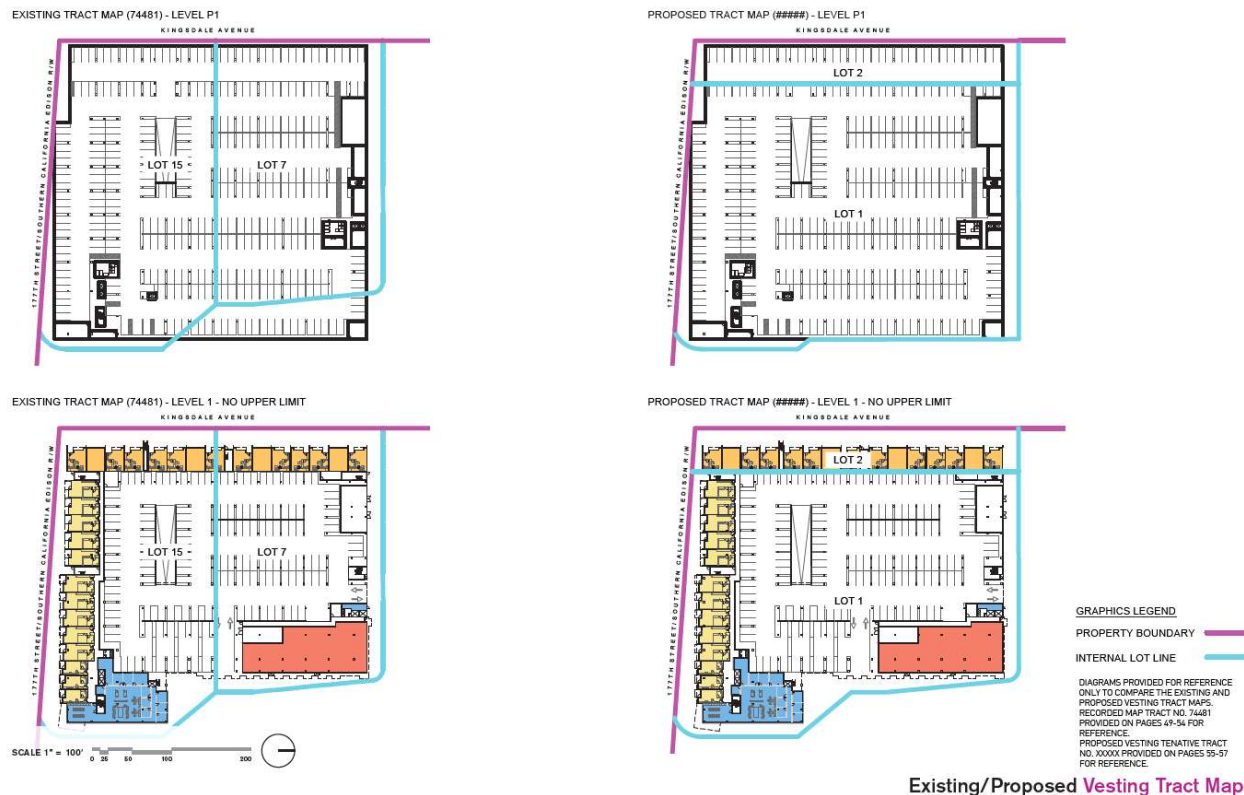 EXISTING TRACT MAP (74481) - LEVEL P1
KINGSDALE AVENUE
177TH STREET/SOUTHERN CALIFORNIA EDISON R/W
LOT 15
LOT 7
PROPOSED TRACT MAP (#####) - LEVEL P1
KINGSDALE AVENUE
177TH STREET/SOUTHERN CALIFORNIA EDISON R/W
LOT 2
LOT 1
EXISTING TRACT MAP (74481) - LEVEL 1 - NO UPPER LIMIT
KINGSDALE AVENUE
177TH STREET/SOUTHERN CALIFORNIA EDISON R/W
LOT 15
LOT 7
SCALE 1" = 100'
0 25 50 100 200
PROPOSED TRACT MAP (#####) - LEVEL 1 - NO UPPER LIMIT
KINGSDALE AVENUE
177TH STREET/SOUTHERN CALIFORNIA EDISON R/W
LOT 2
LOT 1
GRAPHICS LEGEND
PROPERTY BOUNDARY
INTERNAL LOT LINE
DIAGRAMS PROVIDED FOR REFERENCE
ONLY TO COMPARE THE EXISTING AND
PROPOSED VESTING TRACT MAPS.
RECORDED MAP TRACT NO. 74481
PROVIDED ON PAGES 49-54 FOR
REFERENCE.
PROPOSED VESTING TENATIVE TRACT
NO. XXXXX PROVIDED ON PAGES 55-57
FOR REFERENCE.
Existing/Proposed Vesting Tract Map